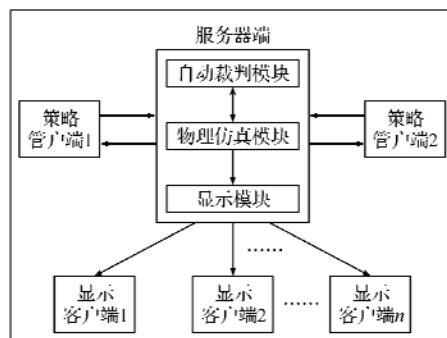 服务器端
自动裁判模块
策略
管户端1
物理仿真模块
策略
管户端2
显示模块
……
显示
客户端1
显示
客户端2
……
显示
客户端n